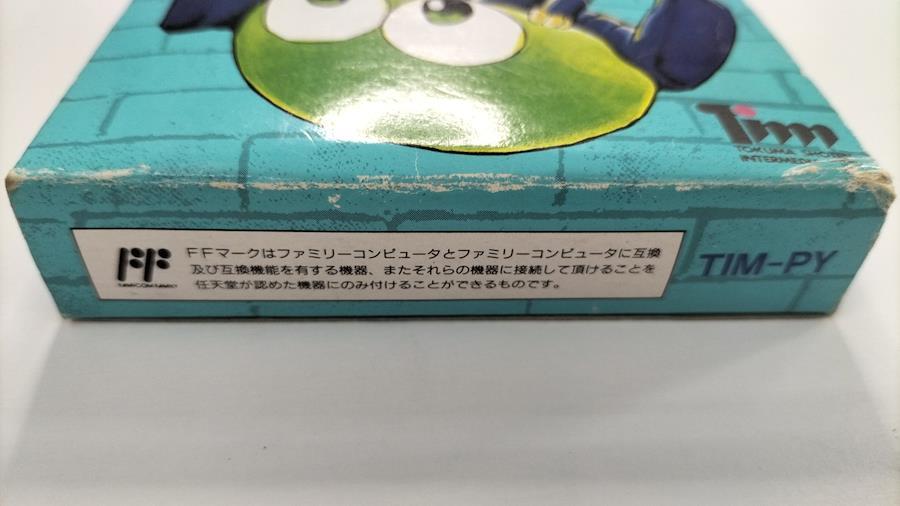 Tim
TOKUMA SHOTEN
INTERMEDIA
FFマークはファミリーコンピュータとファミリーコンピュータに互換
及び互換機能を有する機器、またそれらの機器に接続して頂けることを
任天堂が認めた機器にのみ付けることができるものです。
TIM-PY